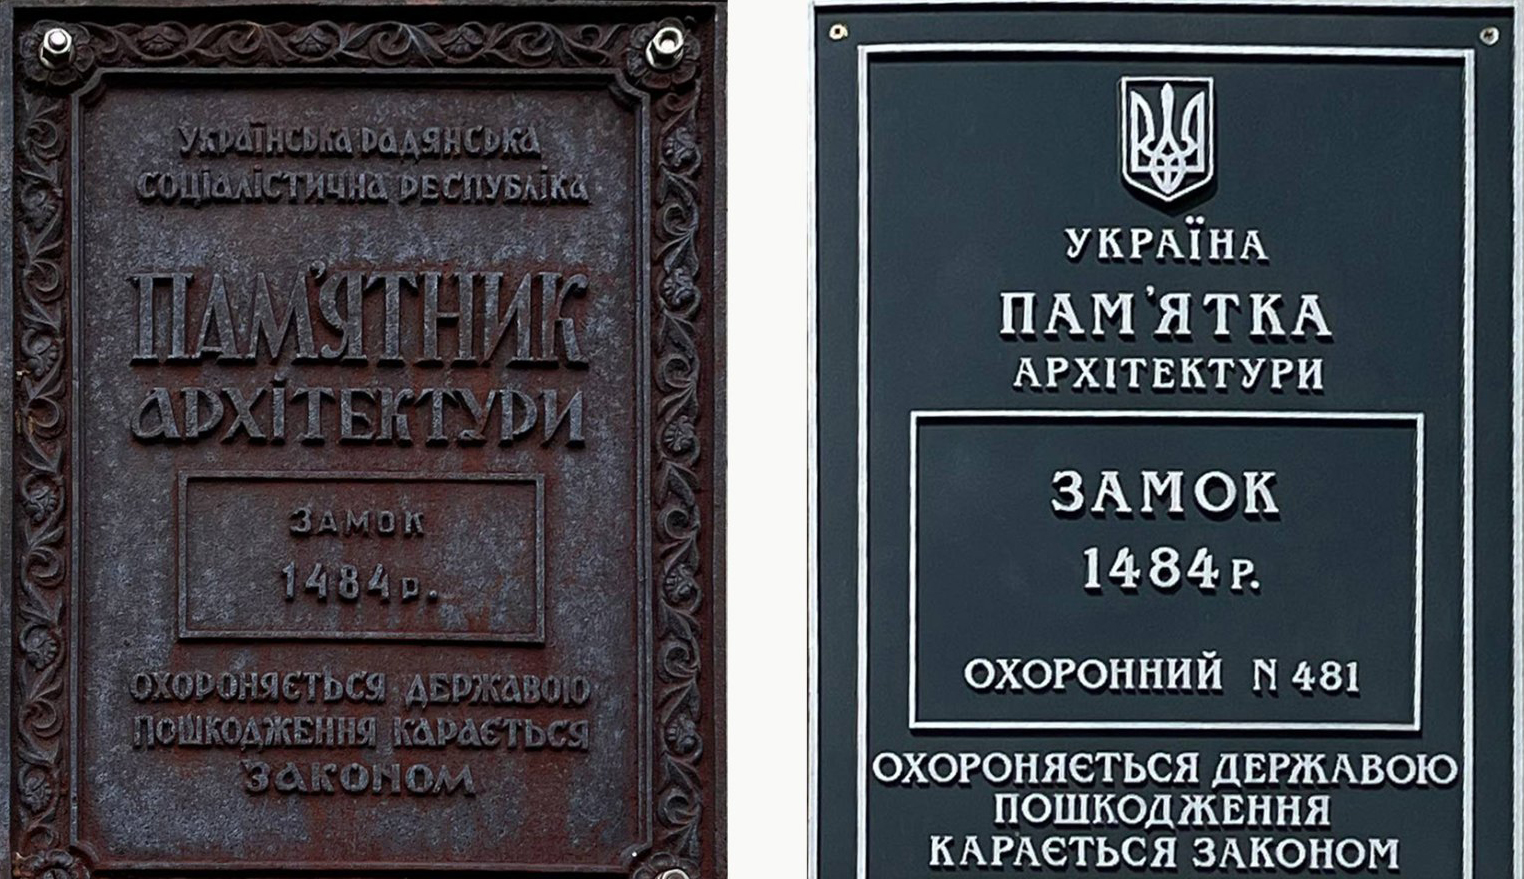 УКРАЇНСЬКА РАДЯНСЬКА
СОЦІАЛІСТИЧНА РЕСПУБЛІКА
ПАМ'ЯТНИК
АРХІТЕКТУРИ
ЗАМОК
1484 р.
ОХОРОНЯЄТЬСЯ ДЕРЖАВОЮ
ПОШКОДЖЕННЯ КАРАЄТЬСЯ
ЗАКОНОМ
УКРАЇНА
ПАМ'ЯТКА
АРХІТЕКТУРИ
ЗАМОК
1484 Р.
ОХОРОННИЙ N 481
ОХОРОНЯЄТЬСЯ ДЕРЖАВОЮ
ПОШКОДЖЕННЯ
КАРАЄТЬСЯ ЗАКОНОМ